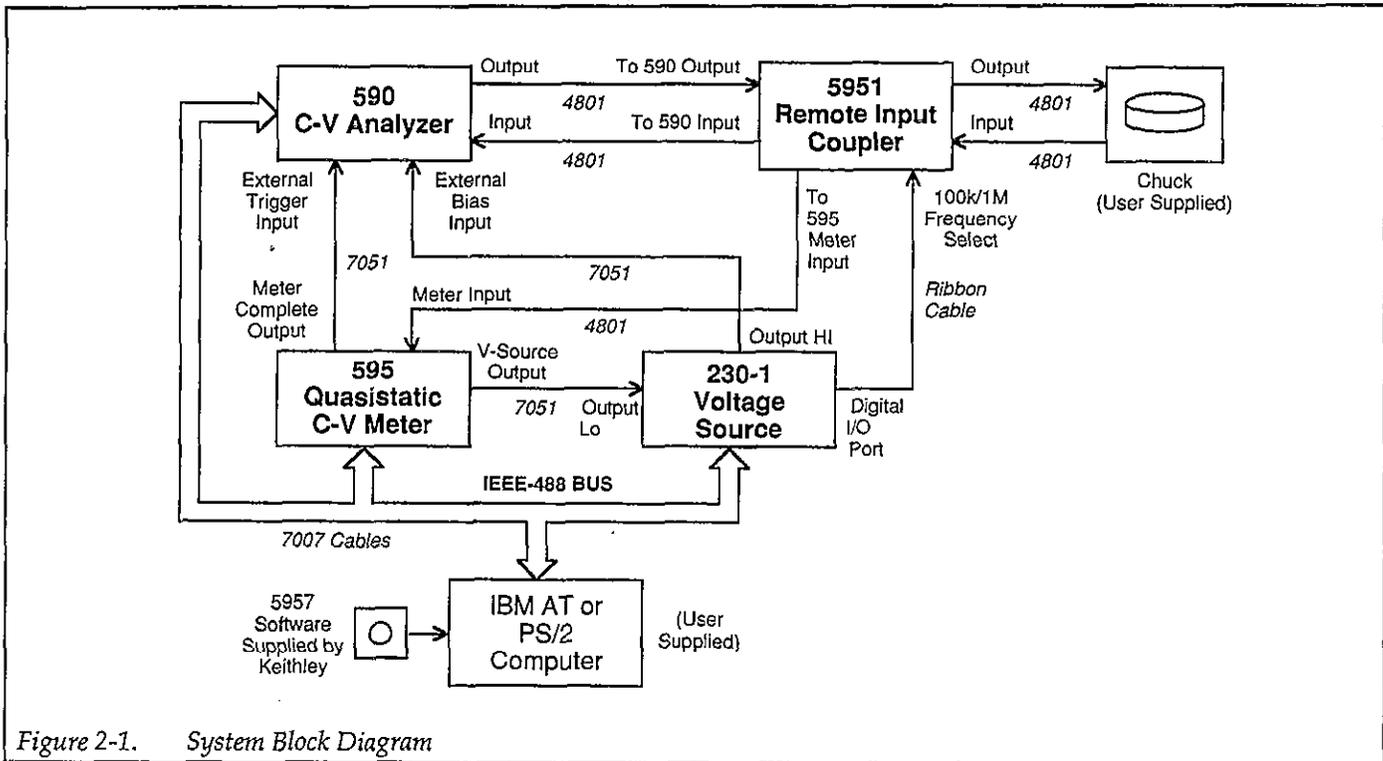 Output
To 590 Output
4801
590
C-V Analyzer
Input
To 590 Input
4801
5951
Remote Input
Coupler
Output
4801
Input
4801
Chuck
(User Supplied)
External
Trigger
Input
External
Bias
Input
To
595
Meter
Input
100k/1M
Frequency
Select
7051
7051
Ribbon
Cable
Meter
Complete
Output
Meter Input
4801
Output HI
595
Quasistatic
C-V Meter
V-Source
Output
7051
Output
Lo
230-1
Voltage
Source
Digital
I/O
Port
IEEE-488 BUS
7007 Cables
5957
Software
Supplied by
Keithley
IBM AT or
PS/2
Computer
(User
Supplied)
Figure 2-1. System Block Diagram